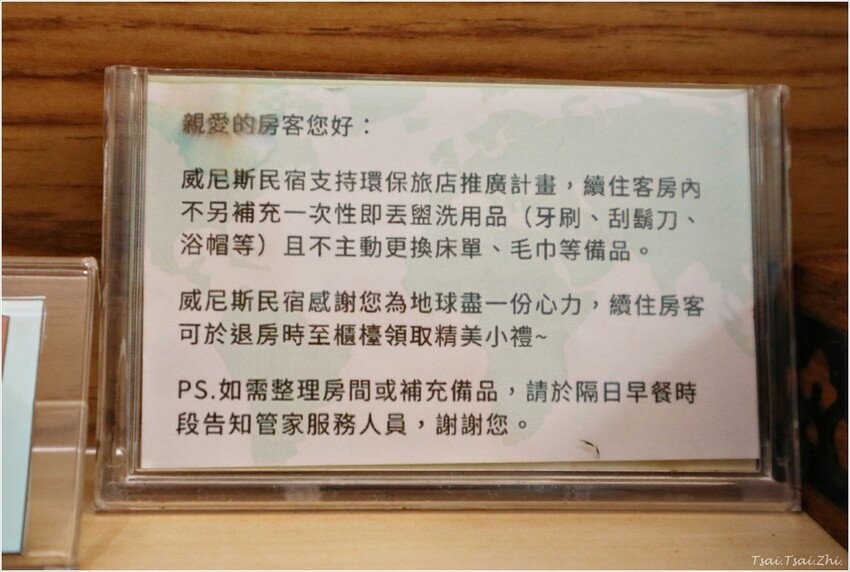 親愛的房客您好：
威尼斯民宿支持環保旅店推廣計畫，續住客房內
不另補充一次性即丟盥洗用品（牙刷、刮鬍刀、
浴帽等）且不主動更換床單、毛巾等備品。
威尼斯民宿感謝您為地球盡一份心力，續住房客
可於退房時至櫃檯領取精美小禮~
PS.如需整理房間或補充備品，請於隔日早餐時
段告知管家服務人員，謝謝您。
Tsai.Tsai.Zhi.